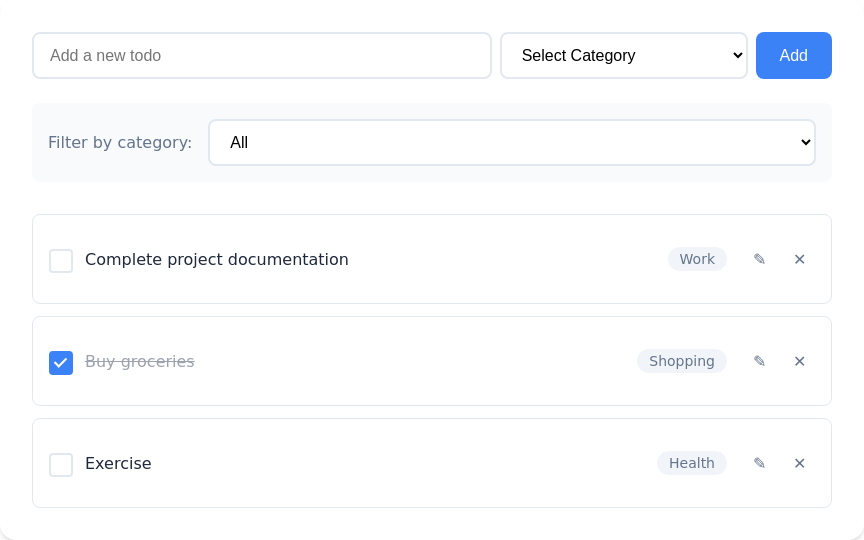 Add a new todo Select Category Add
Filter by category: All
Complete project documentation Work ✎ ✕
Buy groceries Shopping ✎ ✕
Exercise Health ✎ ✕